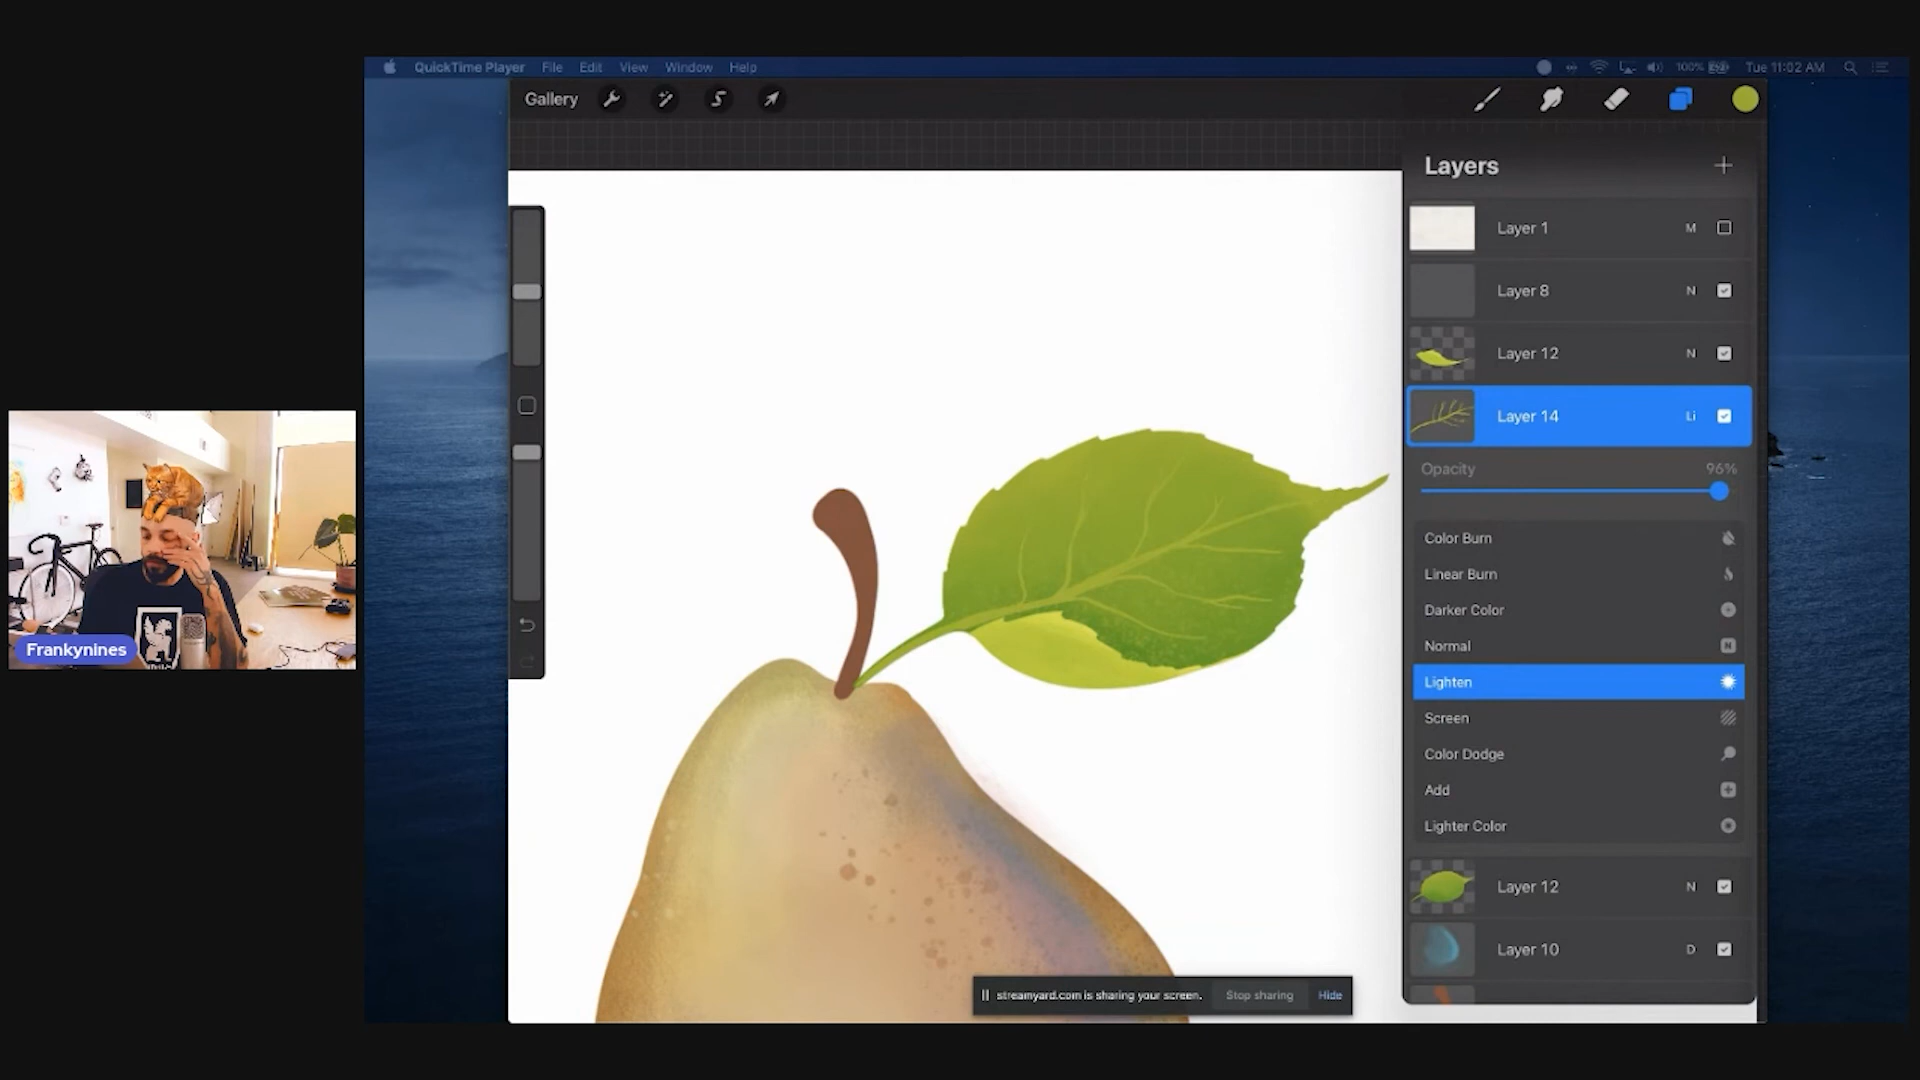 QuickTime Player File Edit View Window Help 100% Tue 11:02 AM
Gallery
Layers
Layer 1 M
Layer 8 N
Layer 12 N
Layer 14 Li
Opacity 96%
Color Burn
Linear Burn
Darker Color
Normal N
Lighten
Screen
Color Dodge
Add
Lighter Color
Layer 12 N
Layer 10 D
Frankynines
streamyard.com is sharing your screen. Stop sharing Hide